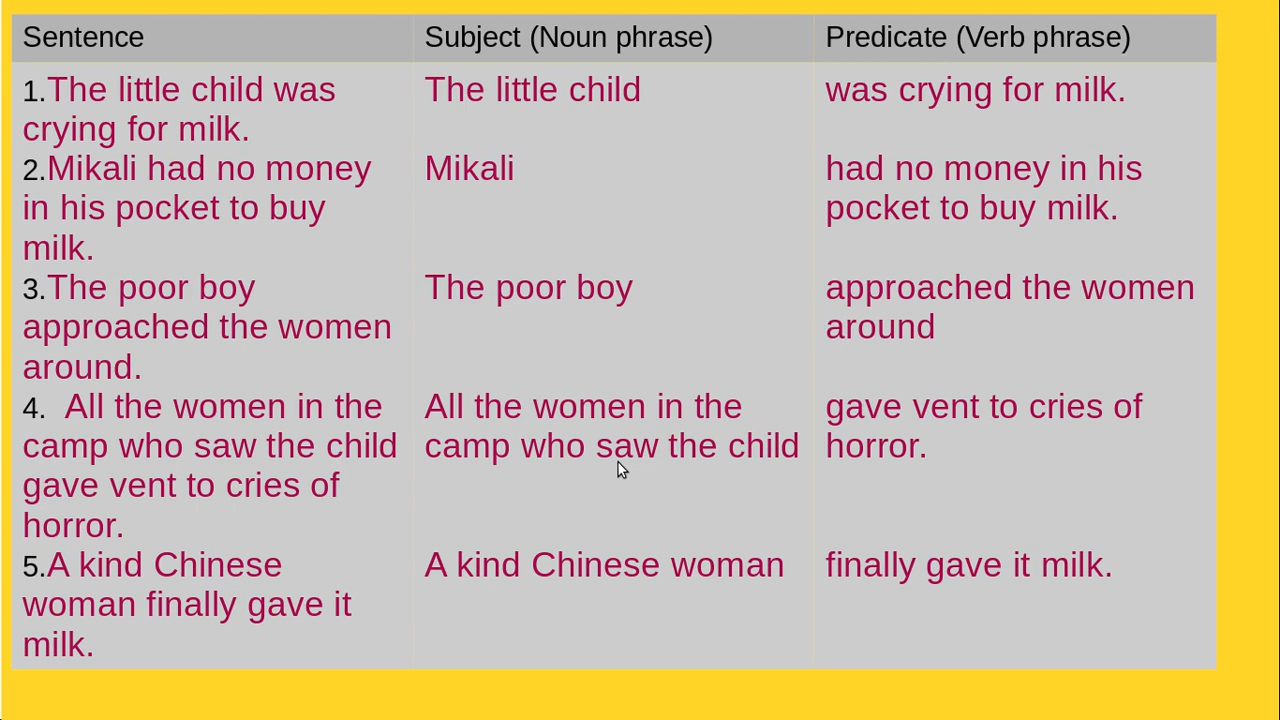 Sentence
Subject (Noun phrase)
Predicate (Verb phrase)
1.The little child was
crying for milk.
The little child
was crying for milk.
2.Mikali had no money
in his pocket to buy
milk.
Mikali
had no money in his
pocket to buy milk.
3.The poor boy
approached the women
around.
The poor boy
approached the women
around
4. All the women in the
camp who saw the child
gave vent to cries of
horror.
All the women in the
camp who saw the child
gave vent to cries of
horror.
5.A kind Chinese
woman finally gave it
milk.
A kind Chinese woman
finally gave it milk.